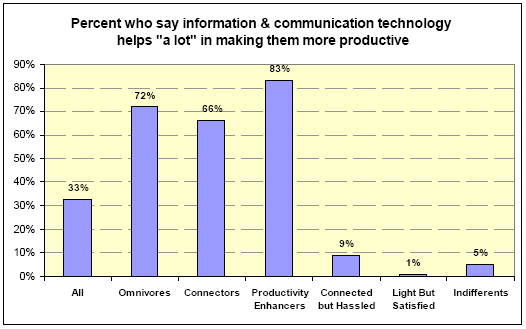 Percent who say information & communication technology
helps "a lot" in making them more productive
90%
80%
70%
60%
50%
40%
30%
20%
10%
0%
33%
72%
66%
83%
9%
1%
5%
All
Omnivores
Connectors
Productivity
Enhancers
Connected
but Hassled
Light But
Satisfied
Indifferents